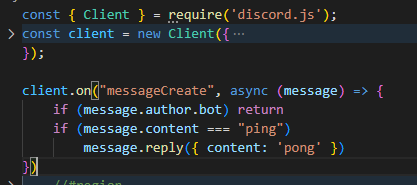 const { Client } = require('discord.js');
const client = new Client({ ...
});
client.on("messageCreate", async (message) => {
if (message.author.bot) return
if (message.content === "ping")
message.reply({ content: 'pong' })
})
//#region